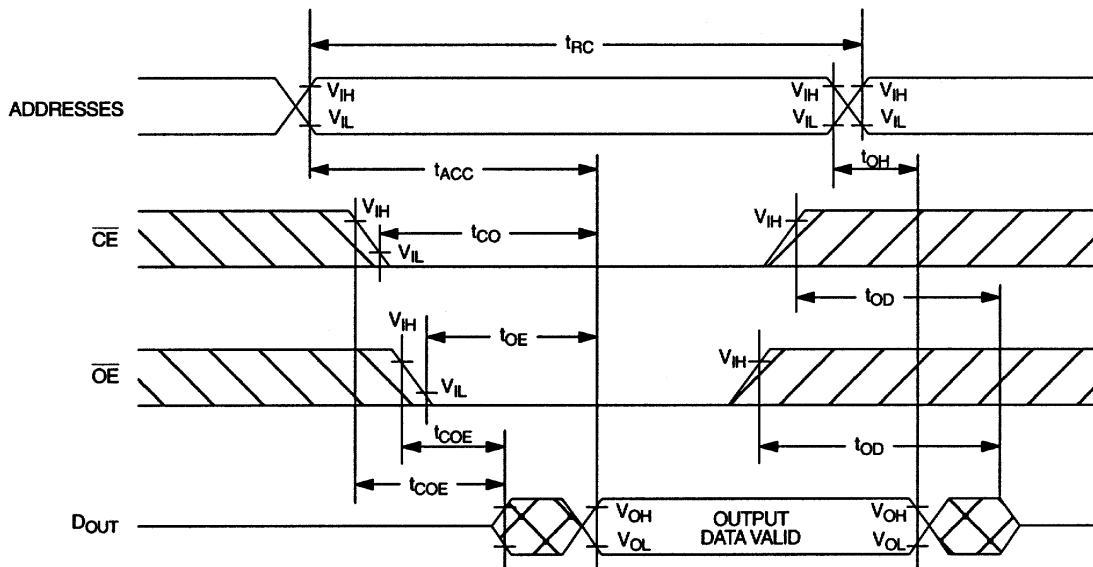 tRC
ADDRESSES
VIH
VIL
VIH
VIL
VIH
VIL
tACC
tOH
CE
VIH
VIL
tCO
VIH
tOD
OE
VIH
VIL
tOE
VIH
tCOE
tOD
tCOE
DOUT
VOH
VOL
OUTPUT
DATA VALID
VOH
VOL